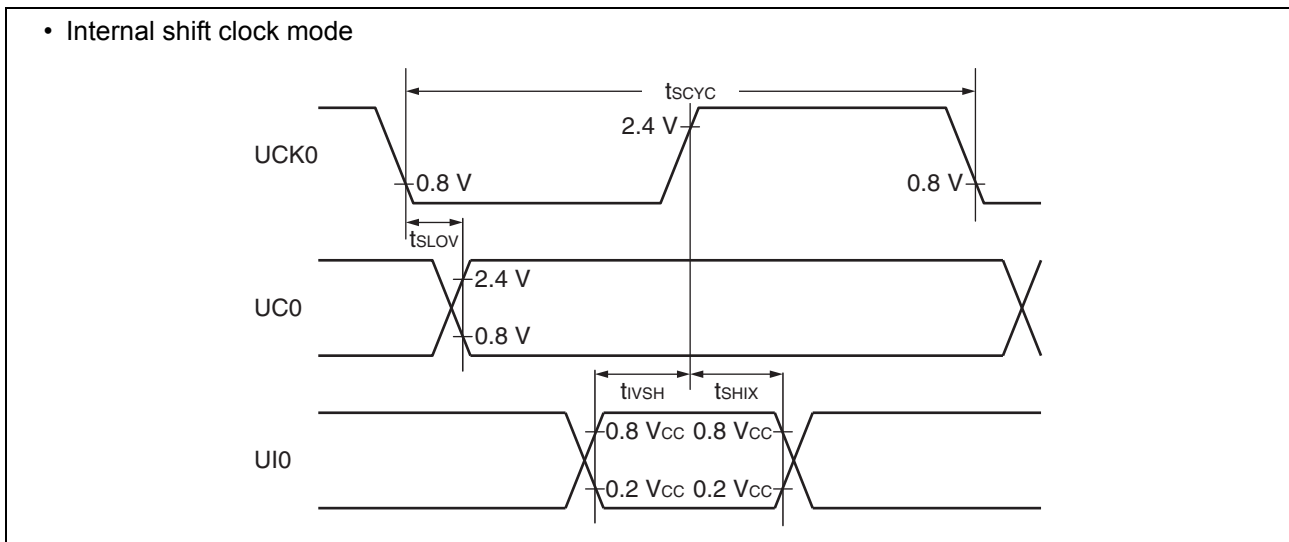 • Internal shift clock mode
tSCYC
2.4 V
UCK0
0.8 V
0.8 V
tSLOV
2.4 V
UC0
0.8 V
tIVSH
tSHIX
0.8 VCC 0.8 VCC
UI0
0.2 VCC 0.2 VCC